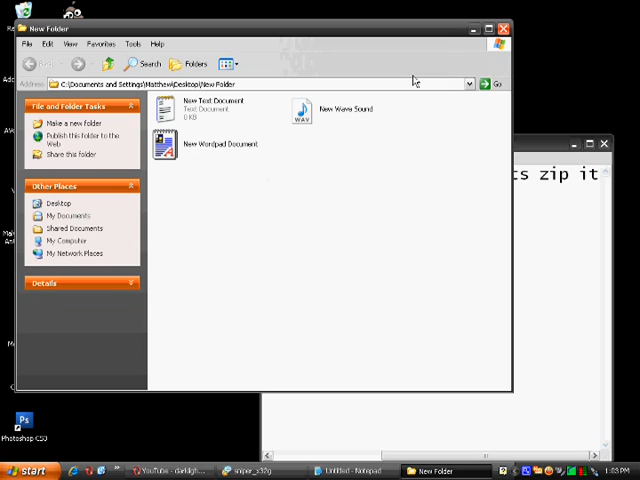 New Folder
File Edit View Favorites Tools Help
Back Search Folders
Address C:\Documents and Settings\Matthew\Desktop\New Folder Go
File and Folder Tasks
Make a new folder
Publish this folder to the
Web
Share this folder
Other Places
Desktop
My Documents
Shared Documents
My Computer
My Network Places
Details
New Text Document
Text Document
0 KB
New Wave Sound
WAV
New Wordpad Document
ts zip it
Ps
Photoshop CS3
start
YouTube - darkligh...
sniper_x32g
Untitled - Notepad
New Folder
1:03 PM